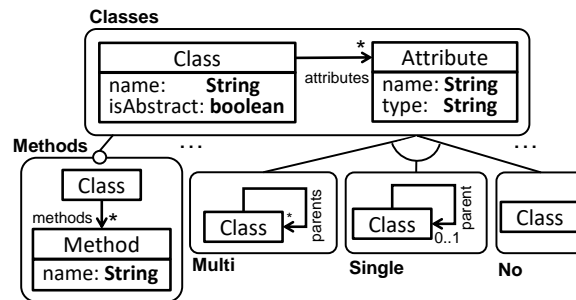 Classes
Class
name: String
isAbstract: boolean
*
attributes
Attribute
name: String
type: String
...
...
Methods
Class
methods
*
Method
name: String
Class
*
parents
Multi
Class
0..1
parent
Single
Class
No